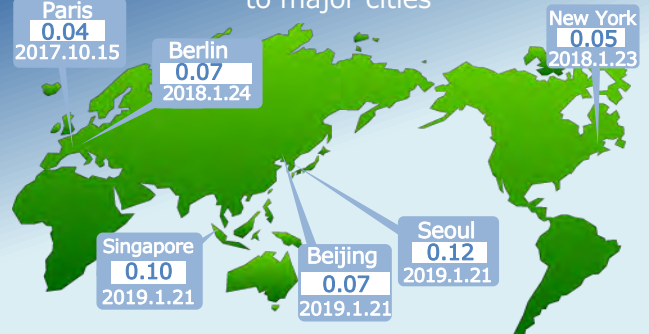 to major cities
Paris
0.04
2017.10.15
Berlin
0.07
2018.1.24
New York
0.05
2018.1.23
Singapore
0.10
2019.1.21
Beijing
0.07
2019.1.21
Seoul
0.12
2019.1.21